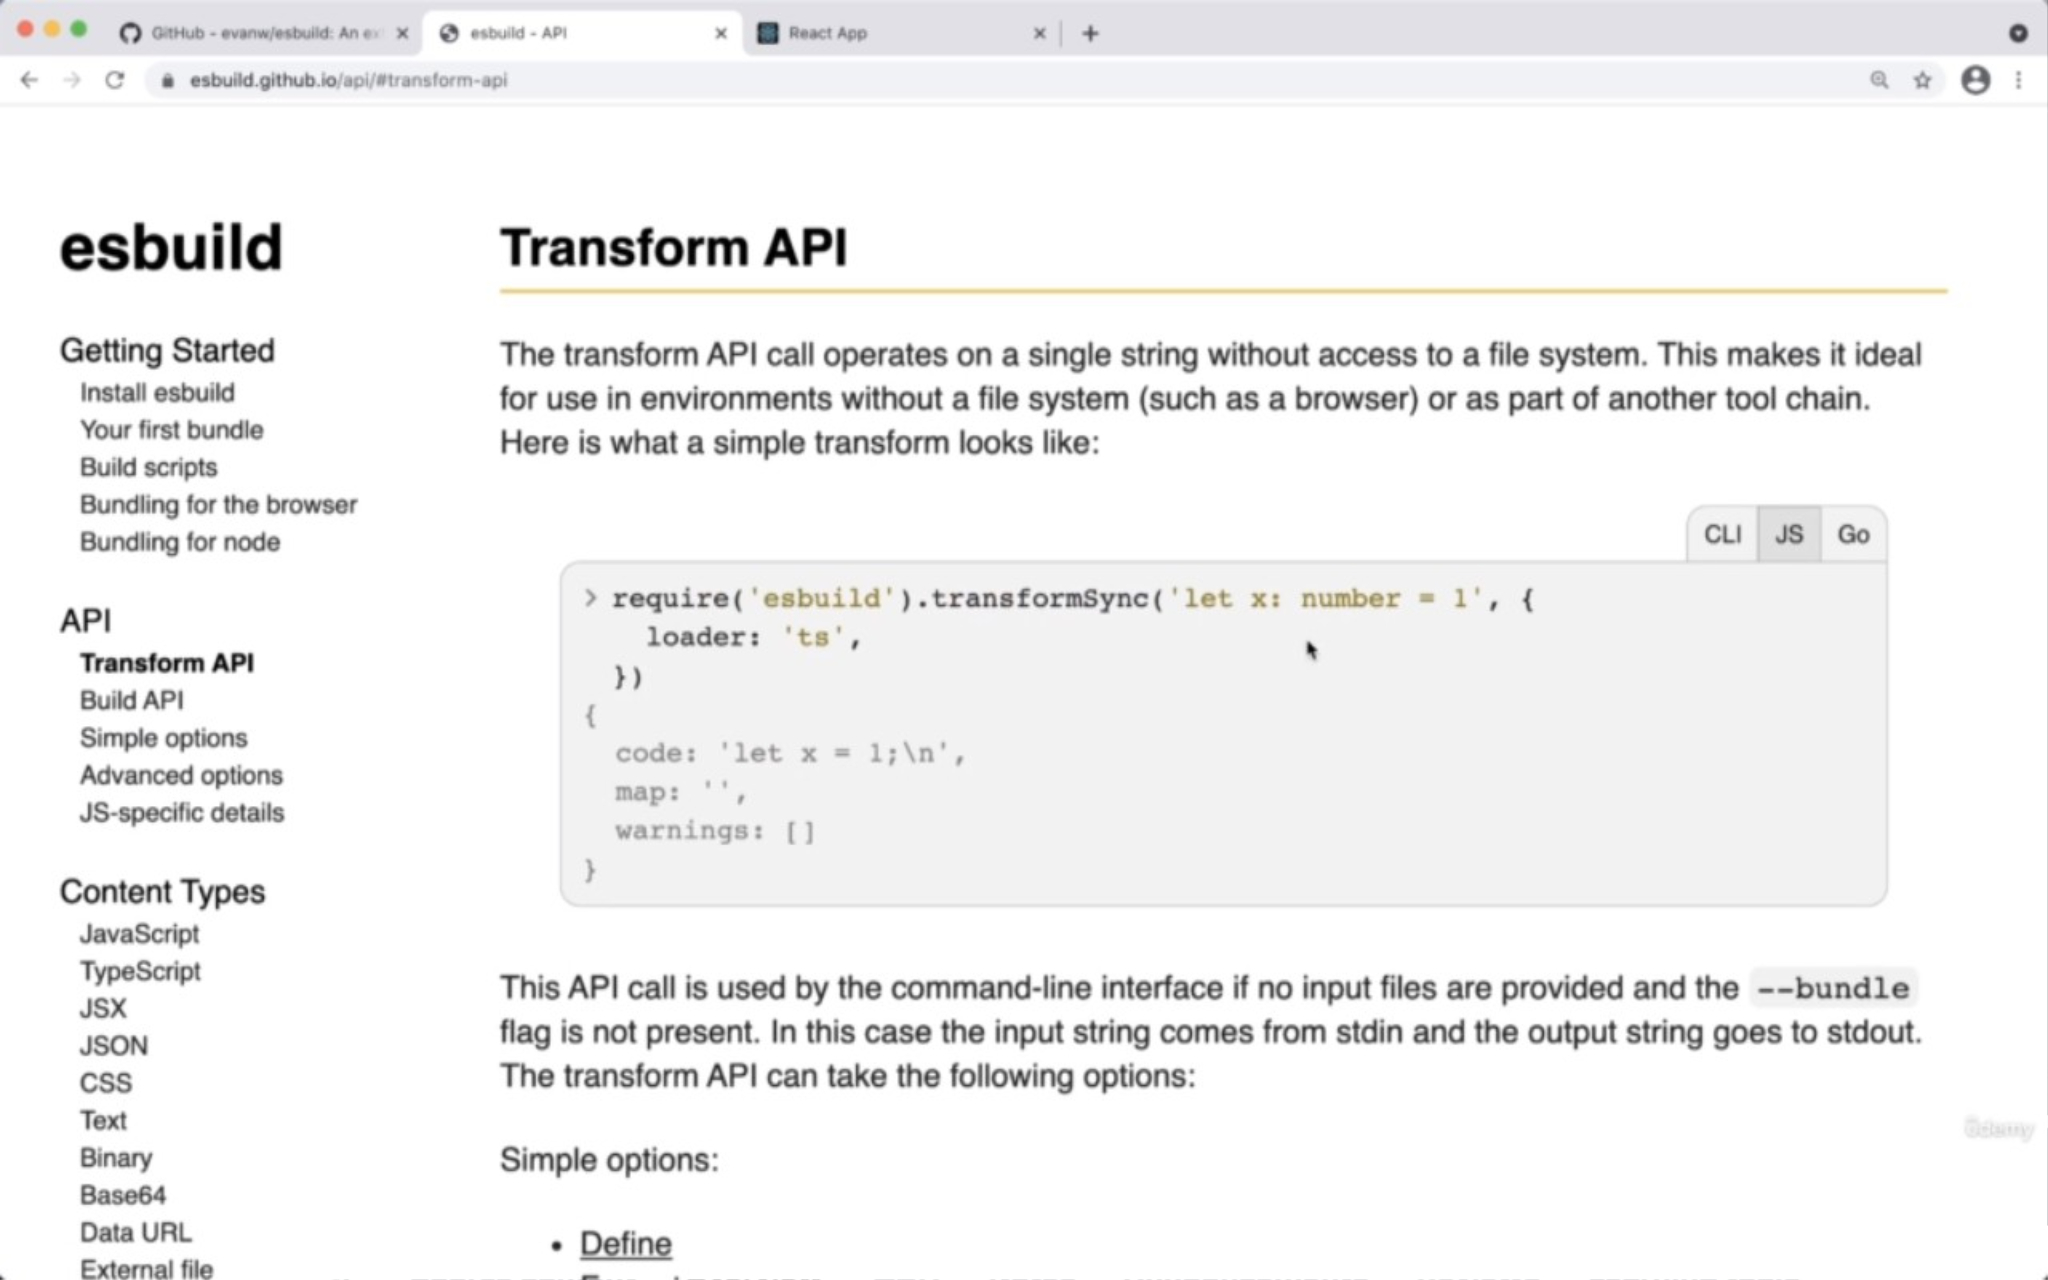 GitHub - evanw/esbuild: An ex
esbuild - API
React App
esbuild.github.io/api/#transform-api
esbuild
Getting Started
Install esbuild
Your first bundle
Build scripts
Bundling for the browser
Bundling for node
API
Transform API
Build API
Simple options
Advanced options
JS-specific details
Content Types
JavaScript
TypeScript
JSX
JSON
CSS
Text
Binary
Base64
Data URL
External file
Transform API
The transform API call operates on a single string without access to a file system. This makes it ideal
for use in environments without a file system (such as a browser) or as part of another tool chain.
Here is what a simple transform looks like:
CLI JS Go
> require('esbuild').transformSync('let x: number = 1', {
loader: 'ts',
})
{
code: 'let x = 1;\n',
map: '',
warnings: []
}
This API call is used by the command-line interface if no input files are provided and the --bundle
flag is not present. In this case the input string comes from stdin and the output string goes to stdout.
The transform API can take the following options:
Simple options:
• Define
ûdemy